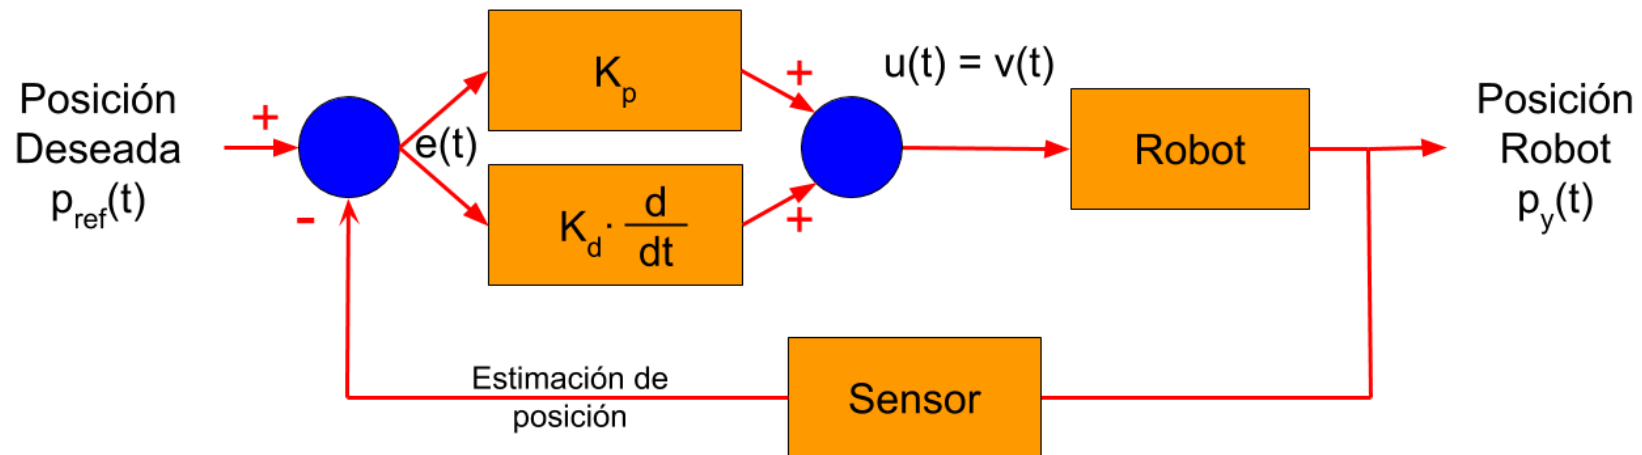 Posición
Deseada
p_ref(t)
+
-
e(t)
K_p
K_d · d
dt
+
+
u(t) = v(t)
Robot
Posición
Robot
p_y(t)
Estimación de
posición
Sensor